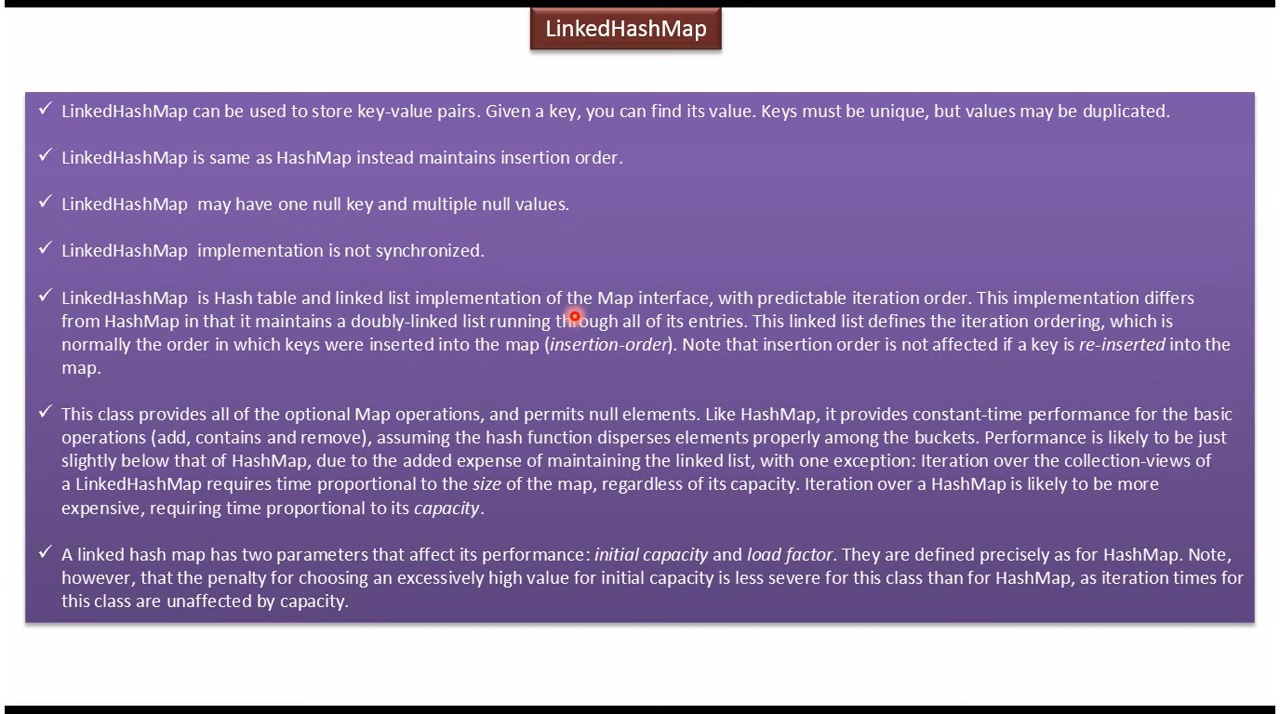 LinkedHashMap
✓ LinkedHashMap can be used to store key-value pairs. Given a key, you can find its value. Keys must be unique, but values may be duplicated.
✓ LinkedHashMap is same as HashMap instead maintains insertion order.
✓ LinkedHashMap may have one null key and multiple null values.
✓ LinkedHashMap implementation is not synchronized.
✓ LinkedHashMap is Hash table and linked list implementation of the Map interface, with predictable iteration order. This implementation differs
from HashMap in that it maintains a doubly-linked list running through all of its entries. This linked list defines the iteration ordering, which is
normally the order in which keys were inserted into the map (insertion-order). Note that insertion order is not affected if a key is re-inserted into the
map.
✓ This class provides all of the optional Map operations, and permits null elements. Like HashMap, it provides constant-time performance for the basic
operations (add, contains and remove), assuming the hash function disperses elements properly among the buckets. Performance is likely to be just
slightly below that of HashMap, due to the added expense of maintaining the linked list, with one exception: Iteration over the collection-views of
a LinkedHashMap requires time proportional to the size of the map, regardless of its capacity. Iteration over a HashMap is likely to be more
expensive, requiring time proportional to its capacity.
✓ A linked hash map has two parameters that affect its performance: initial capacity and load factor. They are defined precisely as for HashMap. Note,
however, that the penalty for choosing an excessively high value for initial capacity is less severe for this class than for HashMap, as iteration times for
this class are unaffected by capacity.